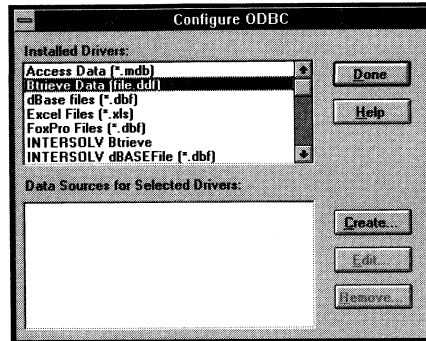 Configure ODBC
Installed Drivers:
Access Data (*.mdb)
Btrieve Data (file.ddf)
dBase files (*.dbf)
Excel Files (*.xls)
FoxPro Files (*.dbf)
INTERSOLV Btrieve
INTERSOLV dBASEFile (*.dbf)
Done
Help
Data Sources for Selected Drivers:
Create...
Edit...
Remove...